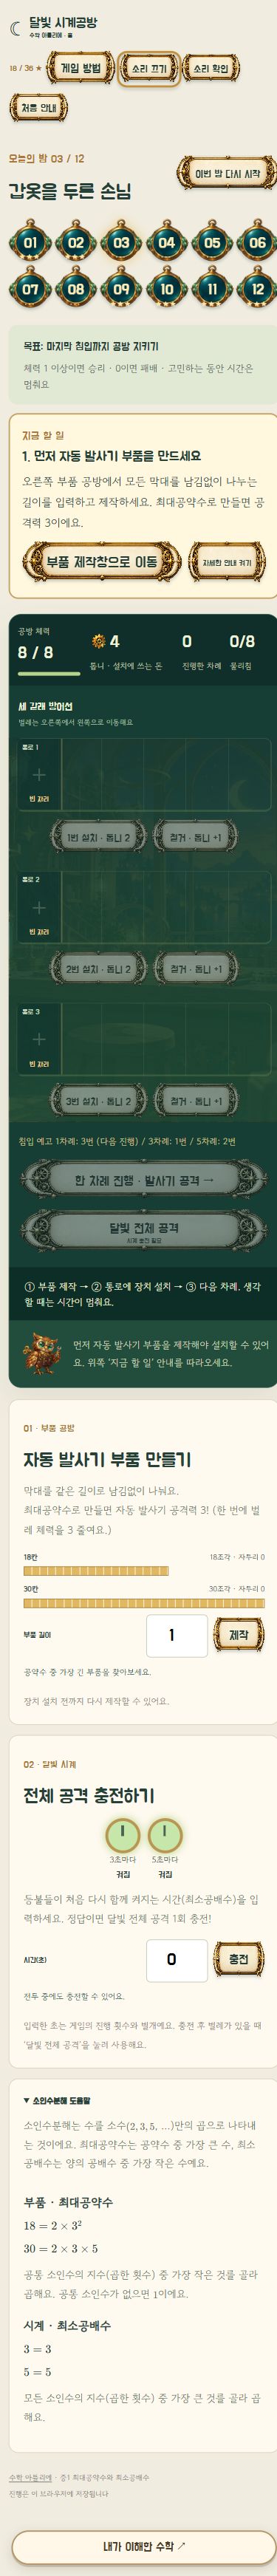 달빛 시계공방
수학 아틀리에 · 봄
18 / 36 ★ 게임 방법 소리 끄기 소리 확인
처음 안내
오늘의 밤 03 / 12
갑옷을 두른 손님
이번 밤 다시 시작
01 02 03 04 05 06
07 08 09 10 11 12
목표: 마지막 침입까지 공방 지키기
체력 1 이상이면 승리 · 0이면 패배 · 고민하는 동안 시간은
멈춰요
지금 할 일
1. 먼저 자동 발사기 부품을 만드세요
오른쪽 부품 공방에서 모든 막대를 남김없이 나누는
길이를 입력하고 제작하세요. 최대공약수로 만들면 공
격력 3이에요.
부품 제작창으로 이동 자세한 안내 켜기
공방 체력
8 / 8
4
톱니 · 설치에 쓰는 돈
0
진행한 차례
0/8
물리침
세 갈래 방어선
벌레는 오른쪽에서 왼쪽으로 이동해요
통로 1
빈 자리
1번 설치 · 톱니 2 철거 · 톱니 +1
통로 2
빈 자리
2번 설치 · 톱니 2 철거 · 톱니 +1
통로 3
빈 자리
3번 설치 · 톱니 2 철거 · 톱니 +1
침입 예고 1차례: 3번 (다음 진행) / 3차례: 1번 / 5차례: 2번
한 차례 진행 · 발사기 공격 →
달빛 전체 공격
시계 충전 필요
① 부품 제작 → ② 통로에 장치 설치 → ③ 다음 차례. 생각
할 때는 시간이 멈춰요.
먼저 자동 발사기 부품을 제작해야 설치할 수 있어
요. 위쪽 '지금 할 일' 안내를 따라오세요.
01 · 부품 공방
자동 발사기 부품 만들기
막대를 같은 길이로 남김없이 나눠요.
최대공약수로 만들면 자동 발사기 공격력 3! (한 번에 벌
레 체력을 3 줄여요.)
18칸 18조각 · 자투리 0
30칸 30조각 · 자투리 0
부품 길이 1 제작
공약수 중 가장 긴 부품을 찾아보세요.
장치 설치 전까지 다시 제작할 수 있어요.
02 · 달빛 시계
전체 공격 충전하기
3초마다 5초마다
켜짐 켜짐
등불들이 처음 다시 함께 켜지는 시간(최소공배수)을 입
력하세요. 정답이면 달빛 전체 공격 1회 충전!
시간(초) 0 충전
전투 중에도 충전할 수 있어요.
입력한 초는 게임의 진행 횟수와 별개예요. 충전 후 벌레가 있을 때
'달빛 전체 공격'을 눌러 사용해요.
▼ 소인수분해 도움말
소인수분해는 수를 소수(2, 3, 5, …)만의 곱으로 나타내
는 것이에요. 최대공약수는 공약수 중 가장 큰 수, 최소
공배수는 양의 공배수 중 가장 작은 수예요.
부품 · 최대공약수
18 = 2 × 3²
30 = 2 × 3 × 5
공통 소인수의 지수(곱한 횟수) 중 가장 작은 것을 골라
곱해요. 공통 소인수가 없으면 1이에요.
시계 · 최소공배수
3 = 3
5 = 5
모든 소인수의 지수(곱한 횟수) 중 가장 큰 것을 골라 곱
해요.
수학 아틀리에 · 중1 최대공약수와 최소공배수
진행은 이 브라우저에 저장됩니다
내가 이해한 수학 ↗